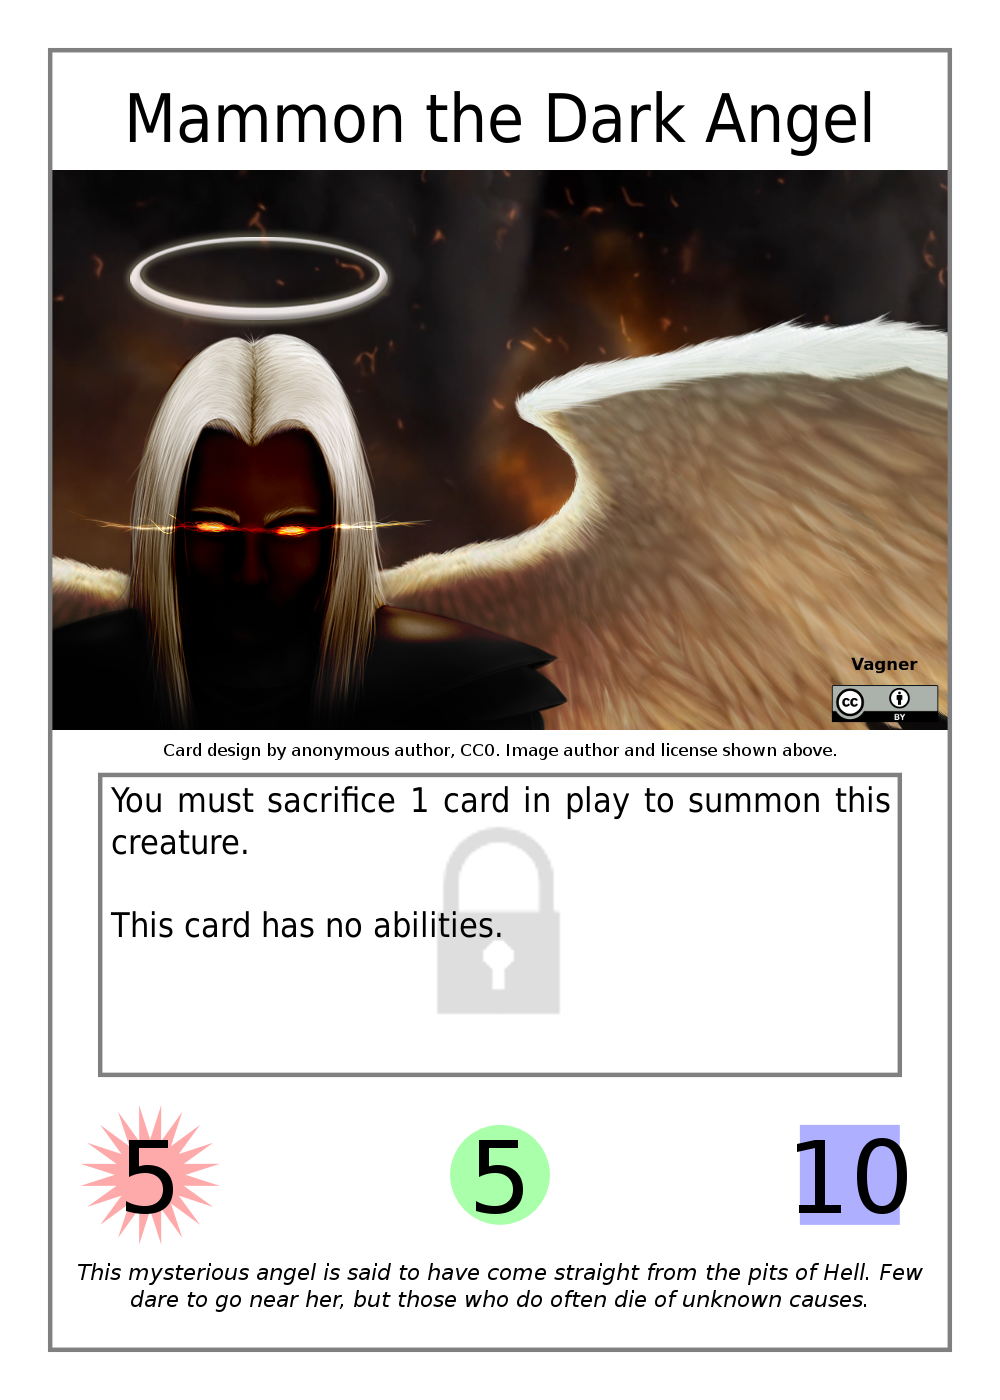 Mammon the Dark Angel
Vagner
cc
BY
Card design by anonymous author, CC0. Image author and license shown above.
You must sacrifice 1 card in play to summon this
creature.
This card has no abilities.
5 5 10
This mysterious angel is said to have come straight from the pits of Hell. Few
dare to go near her, but those who do often die of unknown causes.